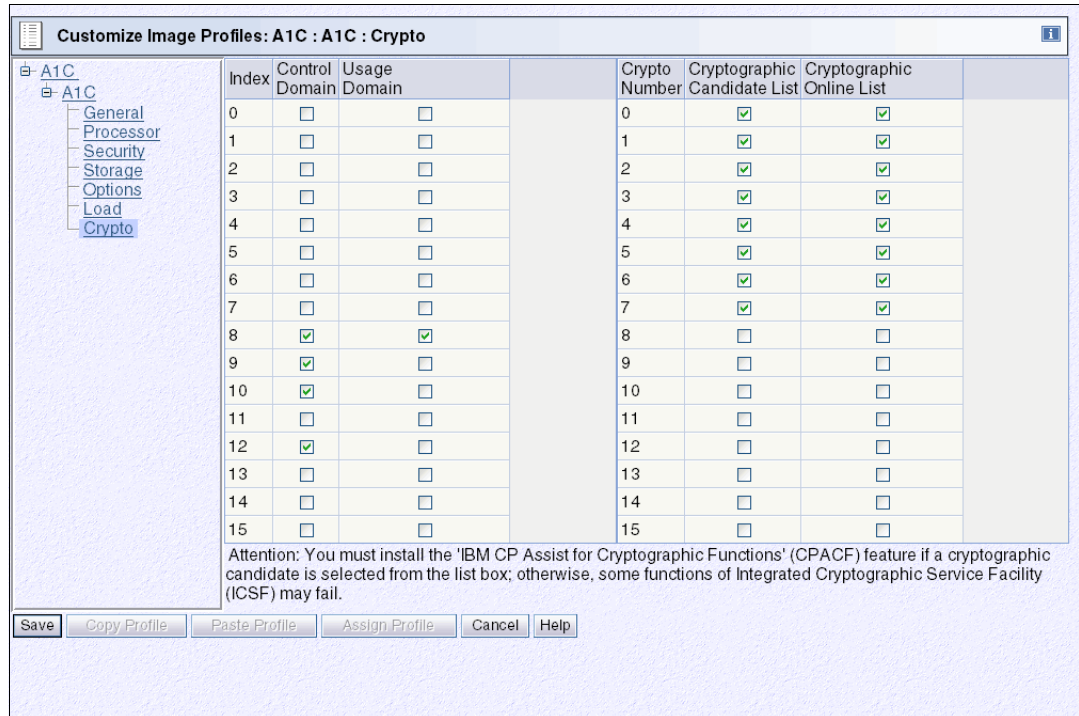 Customize Image Profiles: A1C : A1C : Crypto
i
A1C
A1C
General
Processor
Security
Storage
Options
Load
Crypto
Index Control Domain Usage Domain
0
1
2
3
4
5
6
7
8
9
10
11
12
13
14
15
Crypto Number Cryptographic Candidate List Cryptographic Online List
0
1
2
3
4
5
6
7
8
9
10
11
12
13
14
15
Attention: You must install the 'IBM CP Assist for Cryptographic Functions' (CPACF) feature if a cryptographic
candidate is selected from the list box; otherwise, some functions of Integrated Cryptographic Service Facility
(ICSF) may fail.
Save Copy Profile Paste Profile Assign Profile Cancel Help